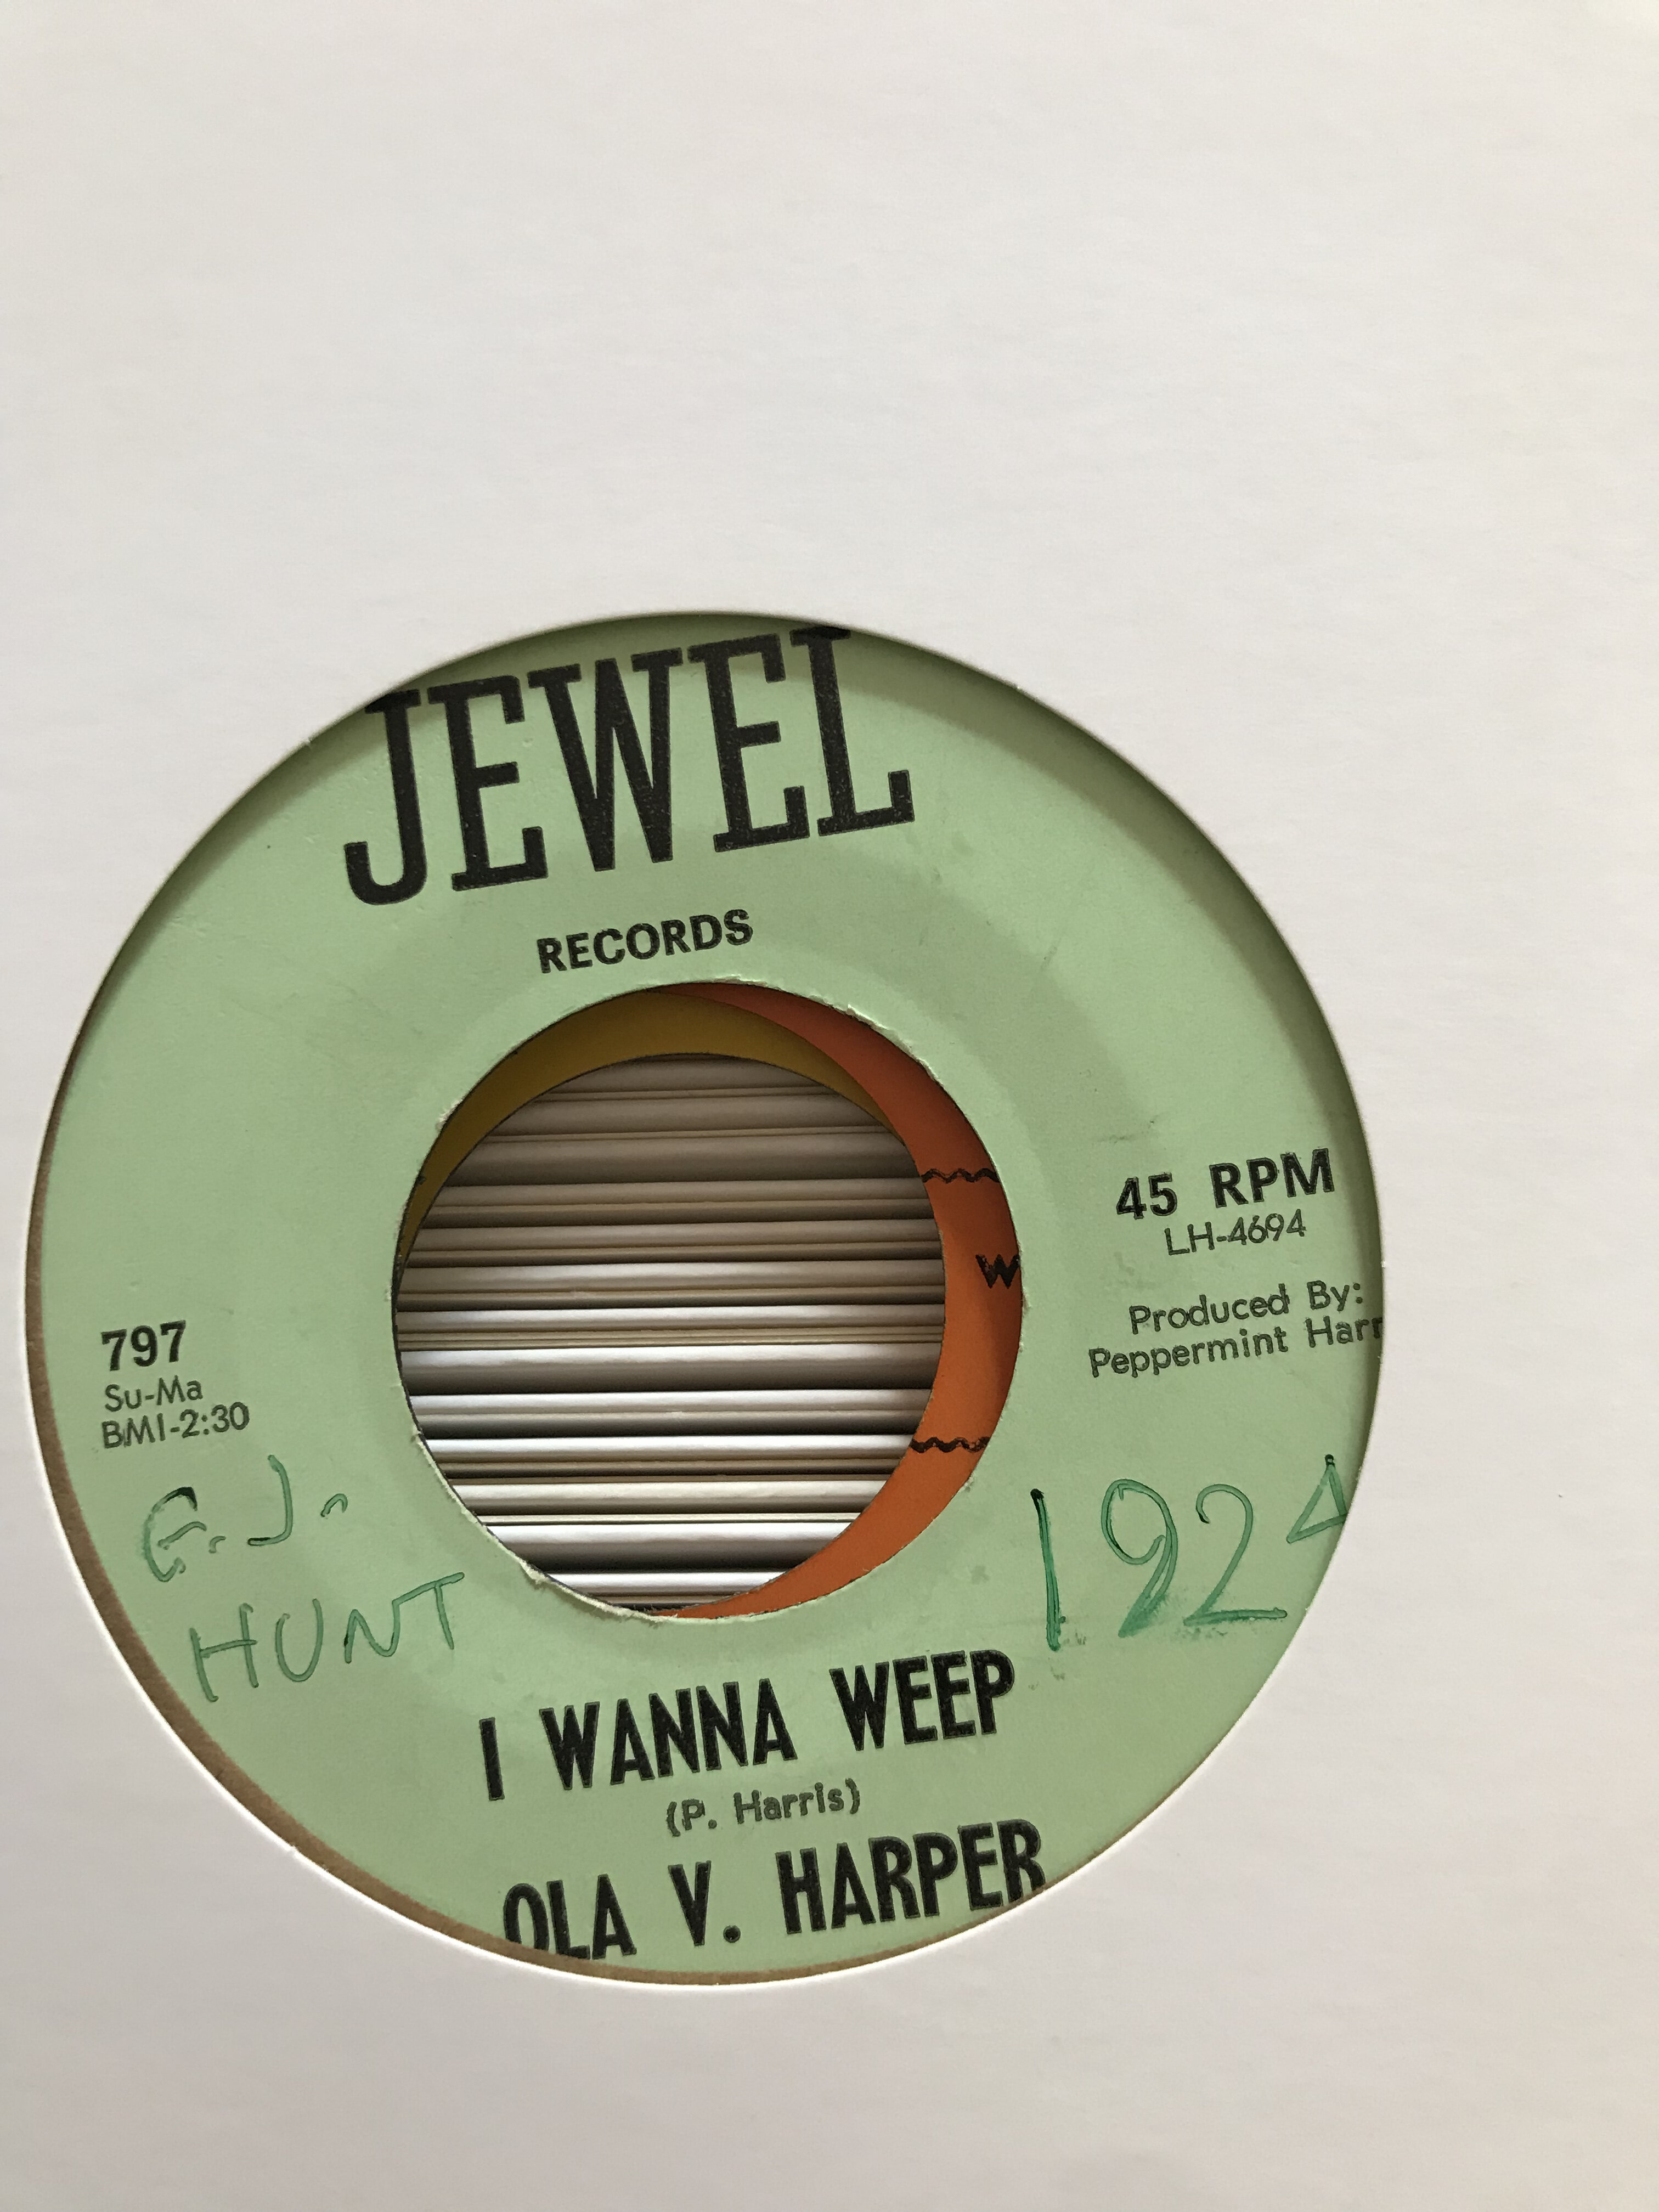 JEWEL
RECORDS
45 RPM
LH-4694
Produced By:
Peppermint Harr
797
Su-Ma
BMI-2:30
E.J.
HUNT
1924
I WANNA WEEP
(P. Harris)
OLA V. HARPER
W